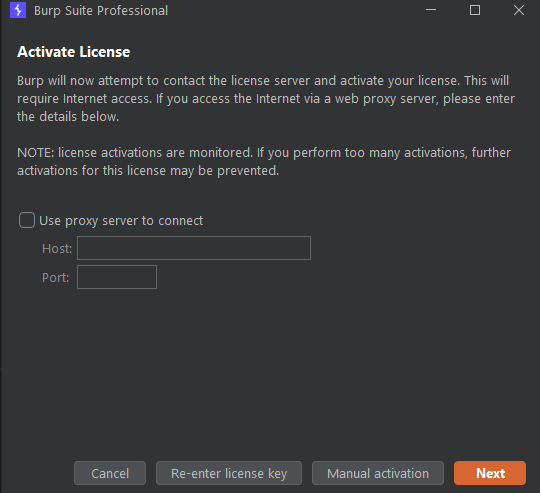 Burp Suite Professional
Activate License
Burp will now attempt to contact the license server and activate your license. This will
require Internet access. If you access the Internet via a web proxy server, please enter
the details below.
NOTE: license activations are monitored. If you perform too many activations, further
activations for this license may be prevented.
Use proxy server to connect
Host:
Port:
Cancel
Re-enter license key
Manual activation
Next